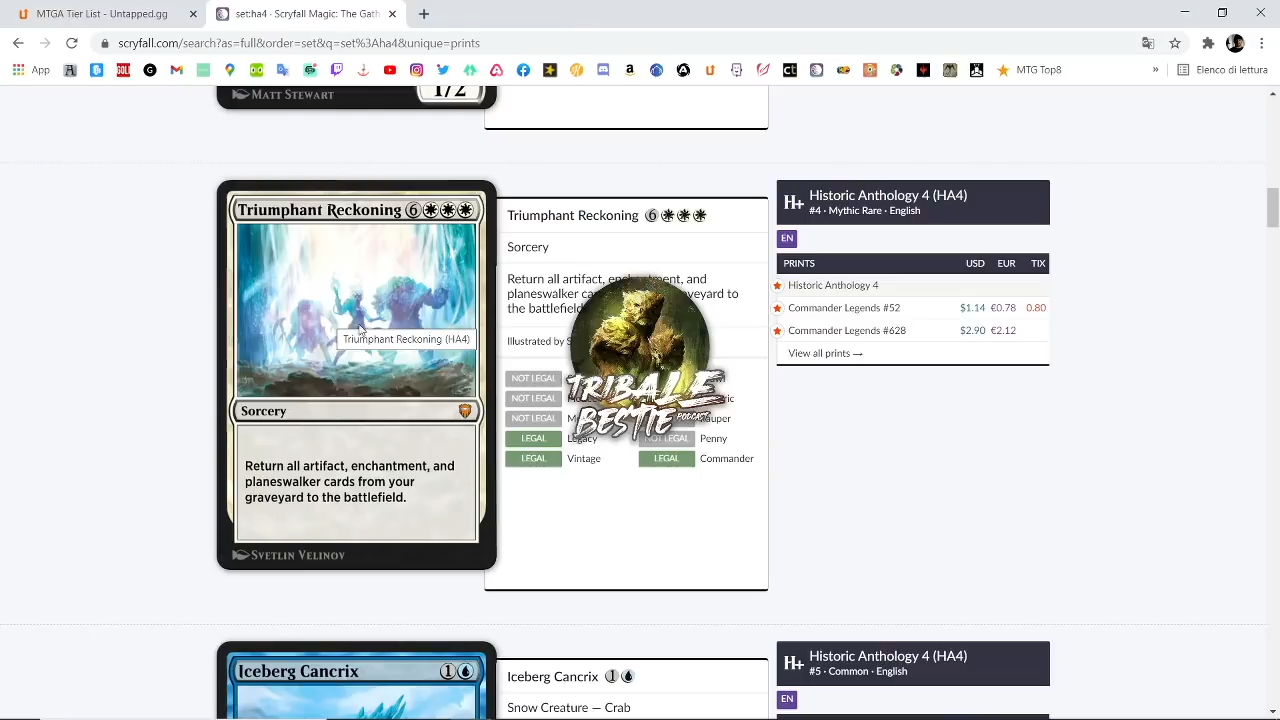 MTGA Tier List - Untapped.gg
set:ha4 · Scryfall Magic: The Gath
scryfall.com/search?as=full&order=set&q=set%3Aha4&unique=prints
App
MTG Top8
»
Elenco di lettura
MATT STEWART
1/2
Triumphant Reckoning 6
Triumphant Reckoning (HA4)
Sorcery
Return all artifact, enchantment, and
planeswalker cards from your
graveyard to the battlefield.
SVETLIN VELINOV
Triumphant Reckoning 6
Sorcery
Return all artifact, enchantment, and
planeswalker
graveyard to
the battlefield
Illustrated by S
NOT LEGAL
NOT LEGAL
NOT LEGAL
LEGAL Legacy NOT LEGAL Penny
LEGAL Vintage LEGAL Commander
TRIBALE
BESTIE PODCAST
H+ Historic Anthology 4 (HA4)
#4 · Mythic Rare · English
EN
PRINTS USD EUR TIX
Historic Anthology 4
Commander Legends #52 $1.14 €0.78 0.80
Commander Legends #628 $2.90 €2.12
View all prints →
Iceberg Cancrix 1
Iceberg Cancrix 1
Snow Creature — Crab
H+ Historic Anthology 4 (HA4)
#5 · Common · English
EN